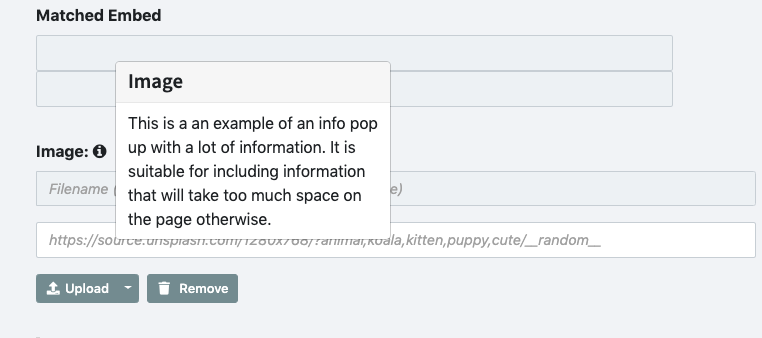 Matched Embed
Image
This is a an example of an info pop
up with a lot of information. It is
suitable for including information
that will take too much space on
the page otherwise.
Image:
Filename (
e)
https://source.unsplash.com/1280x768/?animal,koala,kitten,puppy,cute/__random__
Upload
Remove